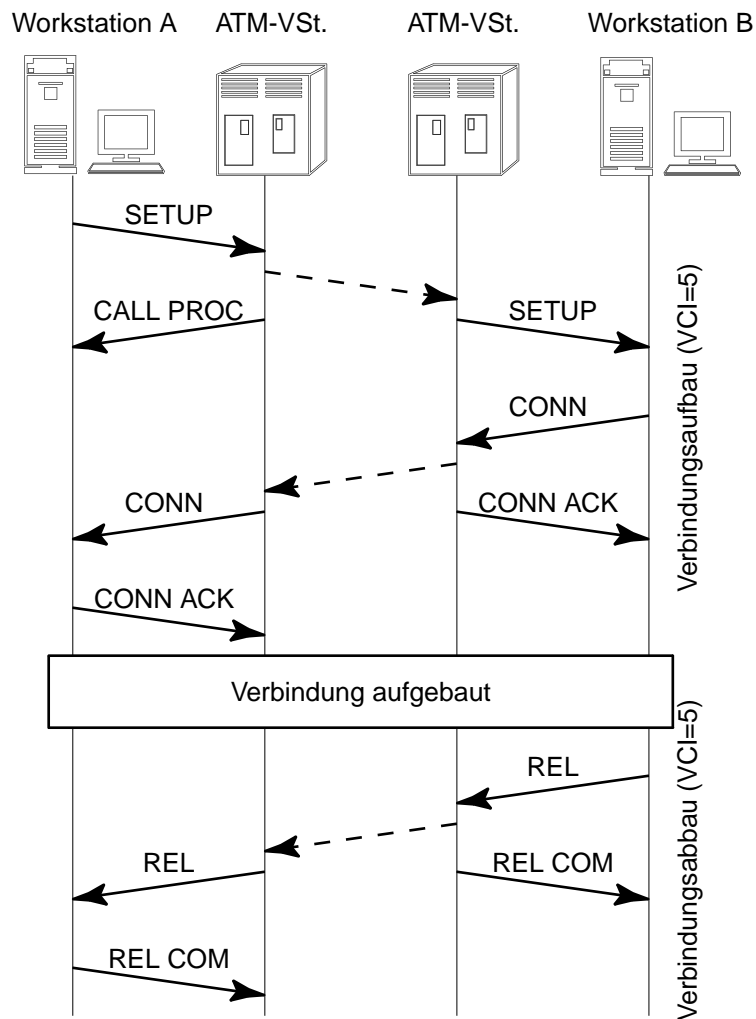 Workstation A
ATM-VSt.
ATM-VSt.
Workstation B
SETUP
CALL PROC
SETUP
CONN
CONN
CONN ACK
CONN ACK
Verbindungsaufbau (VCI=5)
Verbindung aufgebaut
REL
REL
REL COM
REL COM
Verbindungsabbau (VCI=5)